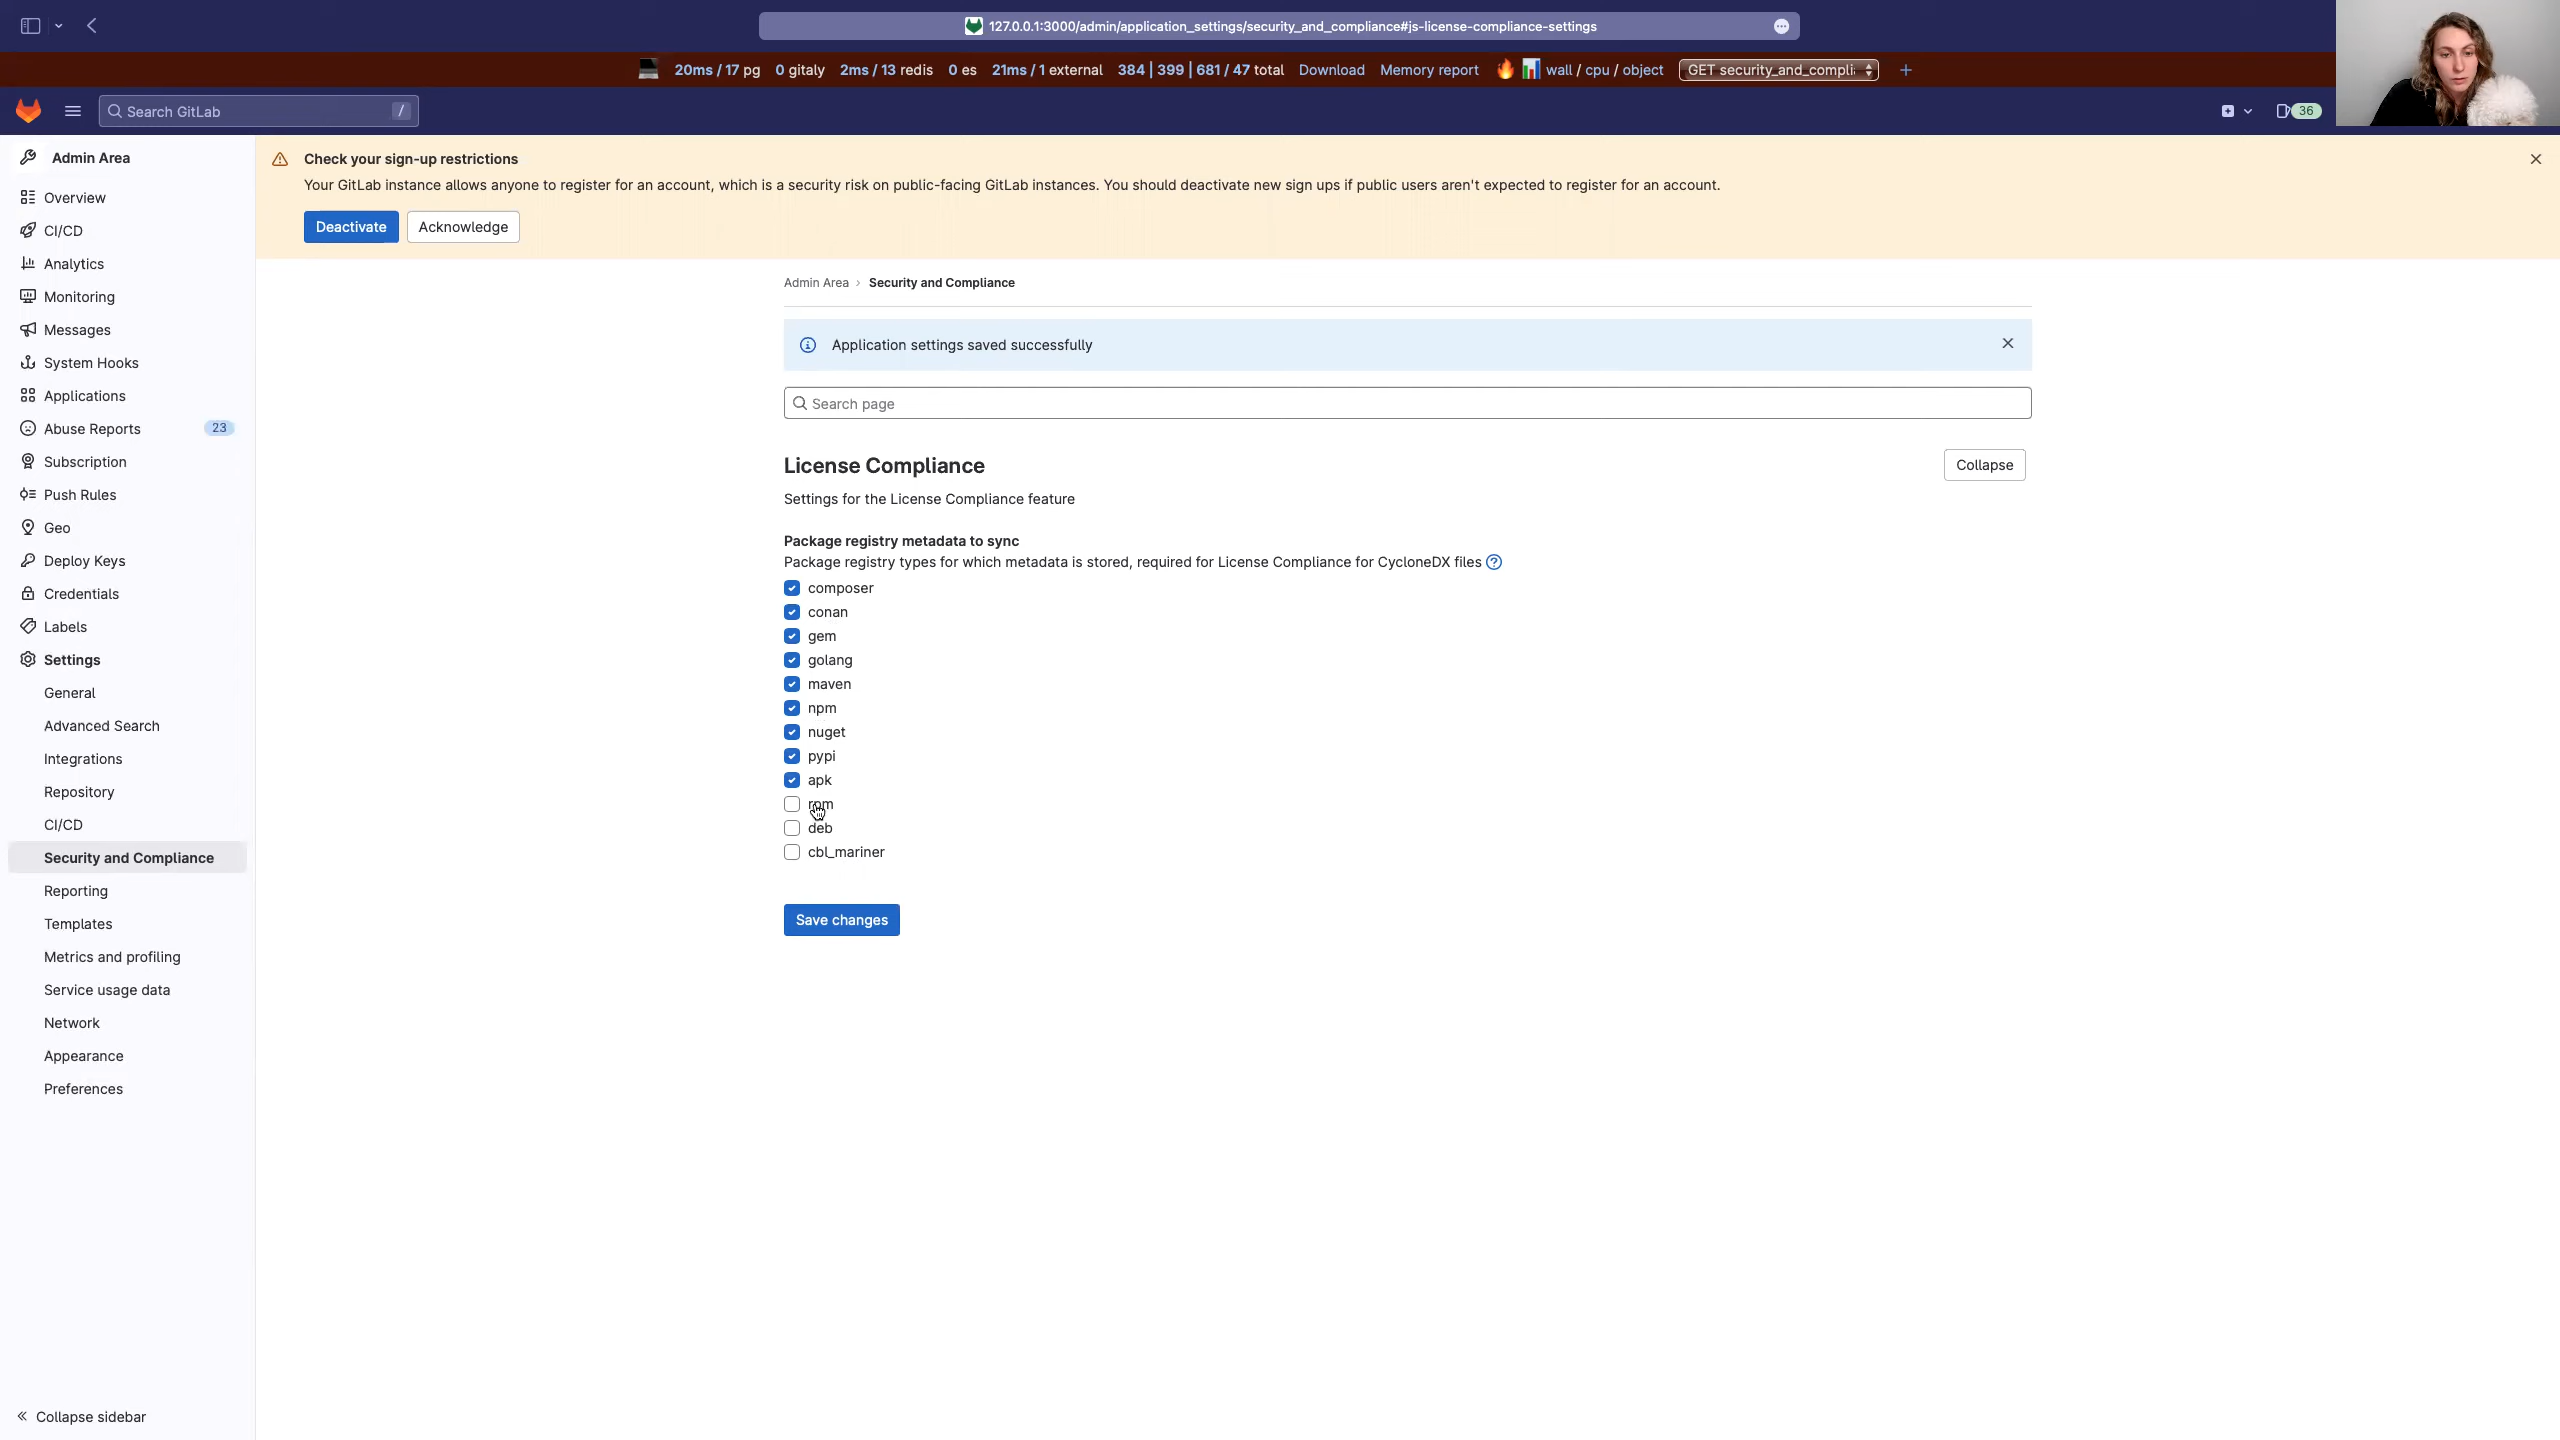 127.0.0.1:3000/admin/application_settings/security_and_compliance#js-license-compliance-settings
20ms / 17 pg 0 gitaly 2ms / 13 redis 0 es 21ms / 1 external 384 | 399 | 681 / 47 total Download Memory report wall / cpu / object GET security_and_compli +
Search GitLab /
36
Admin Area
Overview
CI/CD
Analytics
Monitoring
Messages
System Hooks
Applications
Abuse Reports 23
Subscription
Push Rules
Geo
Deploy Keys
Credentials
Labels
Settings
General
Advanced Search
Integrations
Repository
CI/CD
Security and Compliance
Reporting
Templates
Metrics and profiling
Service usage data
Network
Appearance
Preferences
Collapse sidebar
Check your sign-up restrictions
Your GitLab instance allows anyone to register for an account, which is a security risk on public-facing GitLab instances. You should deactivate new sign ups if public users aren't expected to register for an account.
Deactivate Acknowledge
Admin Area › Security and Compliance
Application settings saved successfully
Search page
License Compliance
Collapse
Settings for the License Compliance feature
Package registry metadata to sync
Package registry types for which metadata is stored, required for License Compliance for CycloneDX files
composer
conan
gem
golang
maven
npm
nuget
pypi
apk
rpm
deb
cbl_mariner
Save changes